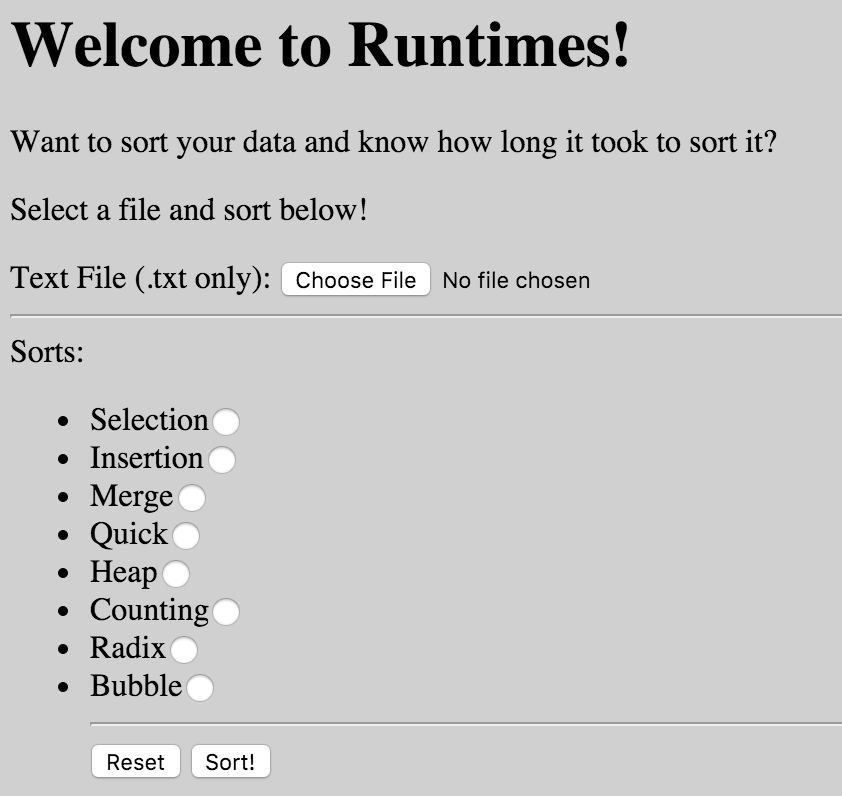 Welcome to Runtimes!
Want to sort your data and know how long it took to sort it?
Select a file and sort below!
Text File (.txt only): Choose File No file chosen
Sorts:
Selection
Insertion
Merge
Quick
Heap
Counting
Radix
Bubble
Reset Sort!